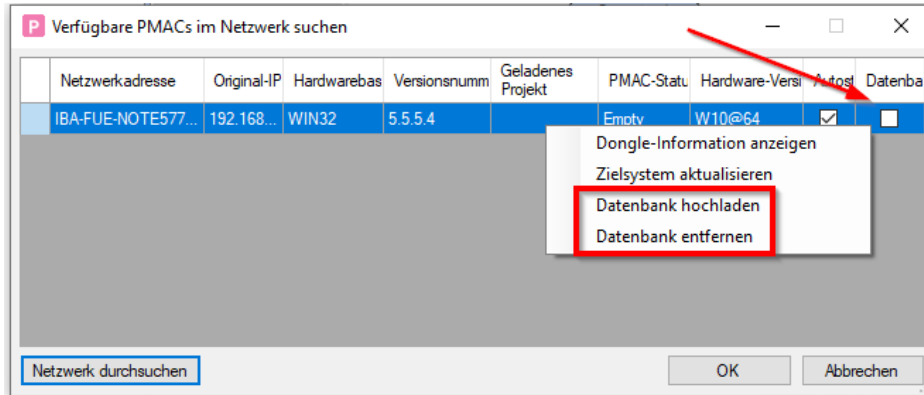 P Verfügbare PMACs im Netzwerk suchen
Netzwerkadresse Original-IP Hardwarebas Versionsnumm Geladenes Projekt PMAC-Statu Hardware-Versi Autost Datenba
IBA-FUE-NOTE577... 192.168... WIN32 5.5.5.4 Empty W10@64
Dongle-Information anzeigen
Zielsystem aktualisieren
Datenbank hochladen
Datenbank entfernen
Netzwerk durchsuchen OK Abbrechen